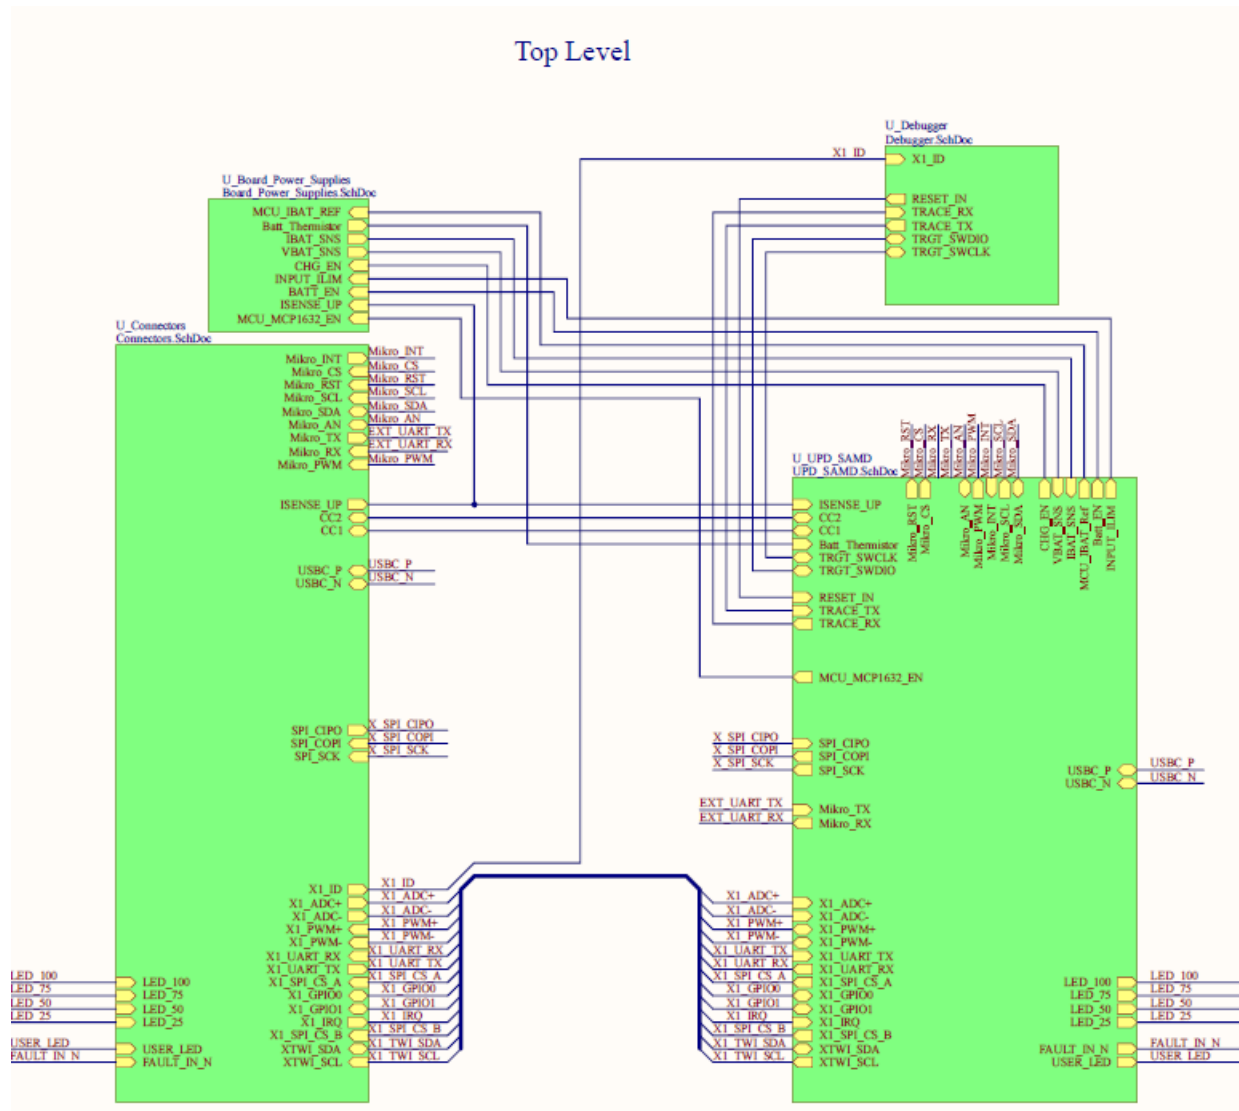 Top Level
U_Debugger
Debugger.SchDoc
X1_ID
X1_ID
RESET_IN
TRACE_RX
TRACE_TX
TRGT_SWDIO
TRGT_SWCLK
U_Board_Power_Supplies
Board_Power_Supplies.SchDoc
MCU_IBAT_REF
Batt_Thermistor
IBAT_SNS
VBAT_SNS
CHG_EN
INPUT_ILIM
BATT_EN
ISENSE_UP
MCU_MCP1632_EN
U_Connectors
Connectors.SchDoc
Mikro_INT Mikro_INT
Mikro_CS Mikro_CS
Mikro_RST Mikro_RST
Mikro_SCL Mikro_SCL
Mikro_SDA Mikro_SDA
Mikro_AN Mikro_AN
Mikro_TX EXT_UART_TX
Mikro_RX EXT_UART_RX
Mikro_PWM Mikro_PWM
ISENSE_UP
CC2
CC1
USBC_P USBC_P
USBC_N USBC_N
SPI_CIPO X_SPI_CIPO
SPI_COPI X_SPI_COPI
SPI_SCK X_SPI_SCK
X1_ID X1_ID
X1_ADC+ X1_ADC+
X1_ADC- X1_ADC-
X1_PWM+ X1_PWM+
X1_PWM- X1_PWM-
X1_UART_RX X1_UART_RX
X1_UART_TX X1_UART_TX
X1_SPI_CS_A X1_SPI_CS_A
X1_GPIO0 X1_GPIO0
X1_GPIO1 X1_GPIO1
X1_IRQ X1_IRQ
X1_SPI_CS_B X1_SPI_CS_B
XTWI_SDA X1_TWI_SDA
XTWI_SCL X1_TWI_SCL
LED_100 LED_100
LED_75 LED_75
LED_50 LED_50
LED_25 LED_25
USER_LED USER_LED
FAULT_IN_N FAULT_IN_N
U_UPD_SAMD
UPD_SAMD.SchDoc
Mikro_RST
Mikro_CS
Mikro_RX
Mikro_TX
Mikro_AN
Mikro_PWM
Mikro_INT
Mikro_SCL
Mikro_SDA
Mikro_RST
Mikro_CS
Mikro_AN
Mikro_PWM
Mikro_INT
Mikro_SCL
Mikro_SDA
CHG_EN
VBAT_SNS
IBAT_SNS
MCU_IBAT_Ref
Batt_EN
INPUT_ILIM
ISENSE_UP
CC2
CC1
Batt_Thermistor
TRGT_SWCLK
TRGT_SWDIO
RESET_IN
TRACE_TX
TRACE_RX
MCU_MCP1632_EN
X_SPI_CIPO SPI_CIPO
X_SPI_COPI SPI_COPI
X_SPI_SCK SPI_SCK
EXT_UART_TX Mikro_TX
EXT_UART_RX Mikro_RX
USBC_P USBC_P
USBC_N USBC_N
X1_ADC+ X1_ADC+
X1_ADC- X1_ADC-
X1_PWM+ X1_PWM+
X1_PWM- X1_PWM-
X1_UART_TX X1_UART_TX
X1_UART_RX X1_UART_RX
X1_SPI_CS_A X1_SPI_CS_A
X1_GPIO0 X1_GPIO0
X1_GPIO1 X1_GPIO1
X1_IRQ X1_IRQ
X1_SPI_CS_B X1_SPI_CS_B
X1_TWI_SDA XTWI_SDA
X1_TWI_SCL XTWI_SCL
LED_100 LED_100
LED_75 LED_75
LED_50 LED_50
LED_25 LED_25
FAULT_IN_N FAULT_IN_N
USER_LED USER_LED